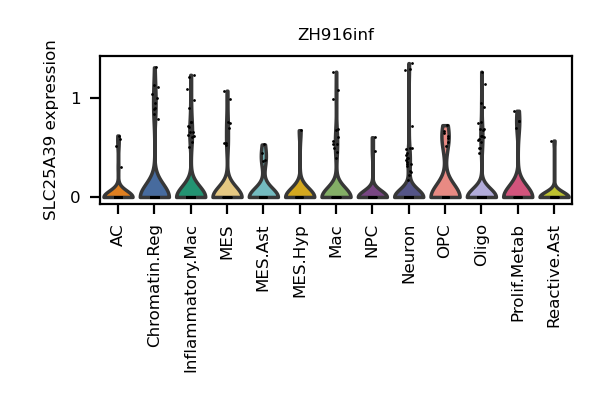 ZH916inf
SLC25A39 expression
1
0
AC
Chromatin.Reg
Inflammatory.Mac
MES
MES.Ast
MES.Hyp
Mac
NPC
Neuron
OPC
Oligo
Prolif.Metab
Reactive.Ast